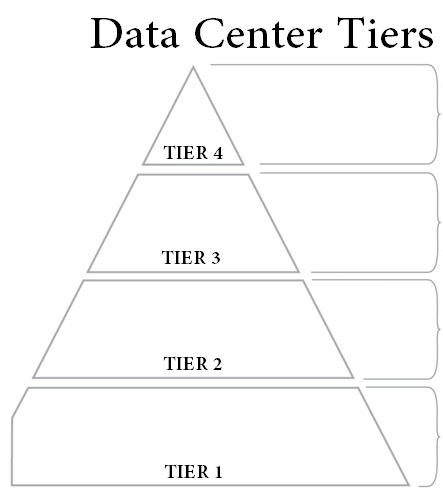 Data Center Tiers
TIER 4
TIER 3
TIER 2
TIER 1